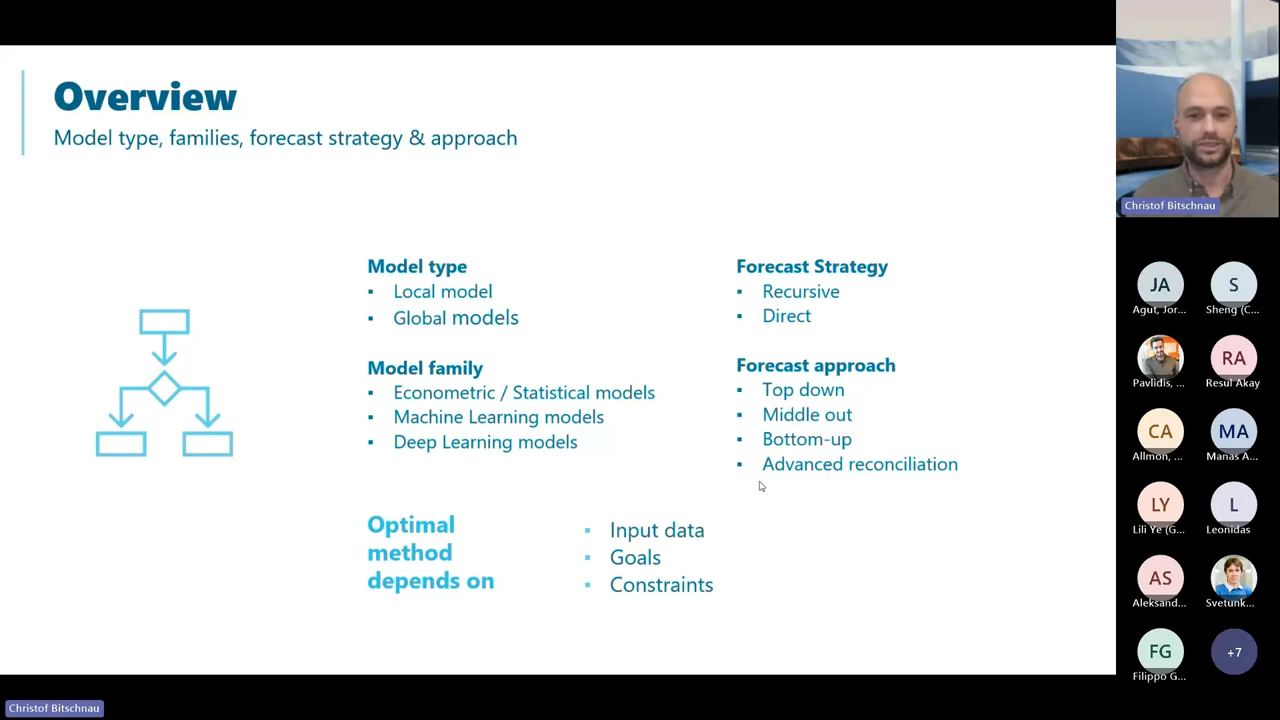 Overview
Model type, families, forecast strategy & approach
Model type
▪ Local model
▪ Global models
Model family
▪ Econometric / Statistical models
▪ Machine Learning models
▪ Deep Learning models
Forecast Strategy
▪ Recursive
▪ Direct
Forecast approach
▪ Top down
▪ Middle out
▪ Bottom-up
▪ Advanced reconciliation
Optimal
method
depends on
▪ Input data
▪ Goals
▪ Constraints
Christof Bitschnau
JA
Agut, Jor...
S
Sheng (C...
Pavlidis, ...
RA
Resul Akay
CA
Allmon, ...
MA
Manas A...
LY
Lili Ye (G...
L
Leonidas
AS
Aleksand...
Svetunk...
FG
Filippo G...
+7
Christof Bitschnau